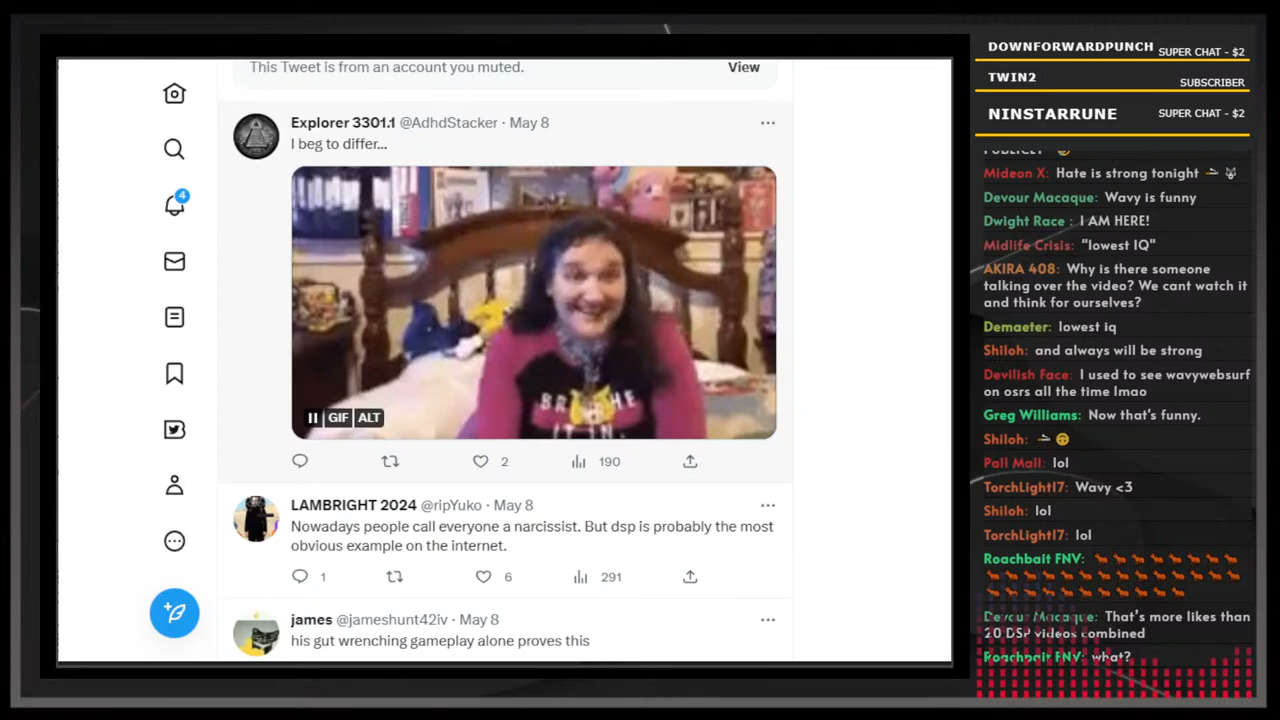 This Tweet is from an account you muted.
View
Explorer 3301.1 @AdhdStacker · May 8
I beg to differ...
GIF ALT
2
190
LAMBRIGHT 2024 @ripYuko · May 8
Nowadays people call everyone a narcissist. But dsp is probably the most
obvious example on the internet.
1
6
291
james @jameshunt42iv · May 8
his gut wrenching gameplay alone proves this
4
DOWNFORWARDPUNCH SUPER CHAT - $2
TWIN2 SUBSCRIBER
NINSTARRUNE SUPER CHAT - $2
Mideon X: Hate is strong tonight
Devour Macaque: Wavy is funny
Dwight Race : I AM HERE!
Midlife Crisis: "lowest IQ"
AKIRA 408: Why is there someone
talking over the video? We cant watch it
and think for ourselves?
Demaeter: lowest iq
Shiloh: and always will be strong
Devilish Face: I used to see wavywebsurf
on osrs all the time lmao
Greg Williams: Now that's funny.
Shiloh:
Pall Mall: lol
TorchLight17: Wavy <3
Shiloh: lol
TorchLight17: lol
Roachbait FNV:
Devour Macaque: That's more likes than
20 DSP videos combined
Roachbait FNV: what?